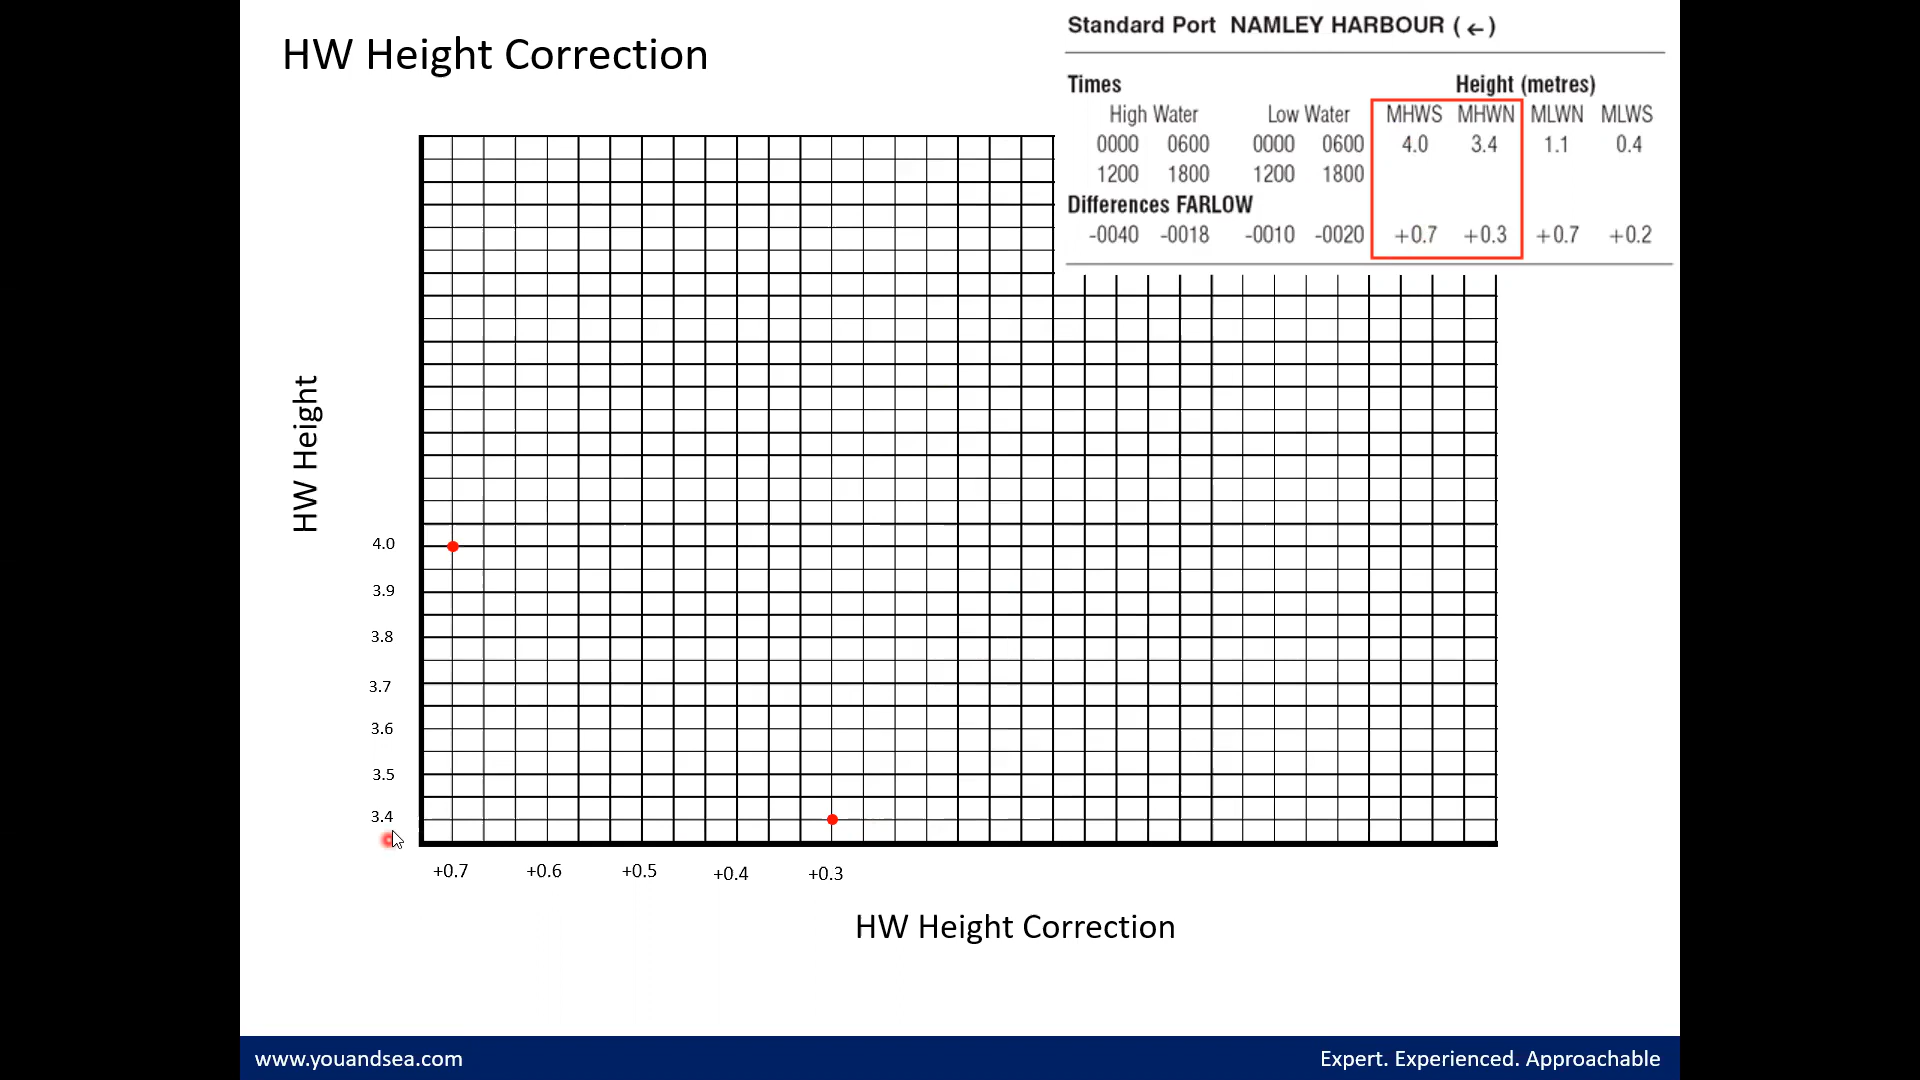 HW Height Correction
Standard Port NAMLEY HARBOUR (←)
Times Height (metres)
High Water Low Water MHWS MHWN MLWN MLWS
0000 0600 0000 0600 4.0 3.4 1.1 0.4
1200 1800 1200 1800
Differences FARLOW
-0040 -0018 -0010 -0020 +0.7 +0.3 +0.7 +0.2
HW Height
4.0
3.9
3.8
3.7
3.6
3.5
3.4
+0.7 +0.6 +0.5 +0.4 +0.3
HW Height Correction
www.youandsea.com
Expert. Experienced. Approachable